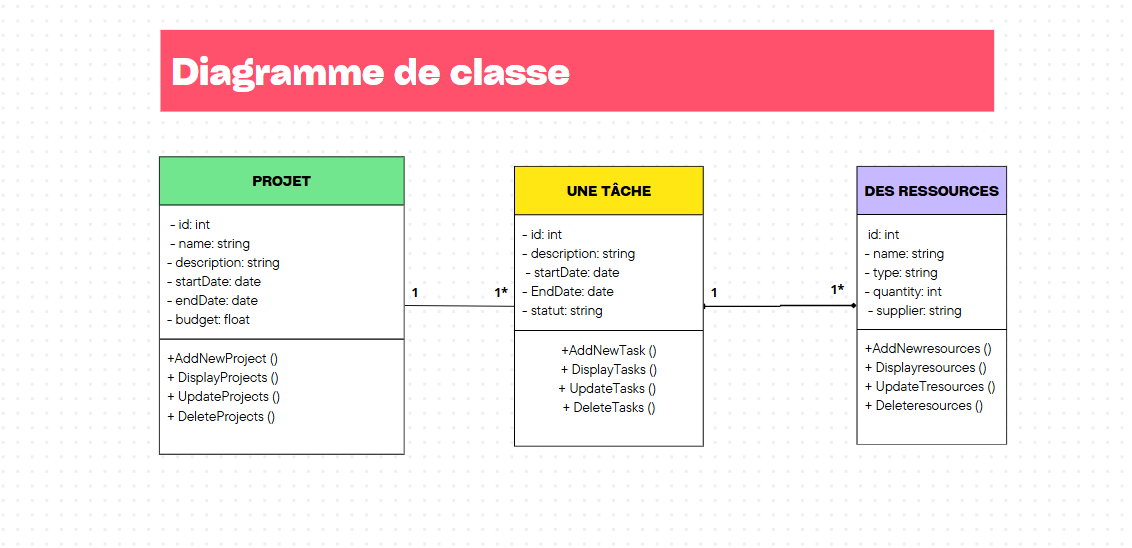 Diagramme de classe
PROJET
- id: int
- name: string
- description: string
- startDate: date
- endDate: date
- budget: float
+AddNewProject ()
+ DisplayProjects ()
+ UpdateProjects ()
+ DeleteProjects ()
1
1*
UNE TÂCHE
- id: int
- description: string
- startDate: date
- EndDate: date
- statut: string
+AddNewTask ()
+ DisplayTasks ()
+ UpdateTasks ()
+ DeleteTasks ()
1
1*
DES RESSOURCES
id: int
- name: string
- type: string
- quantity: int
- supplier: string
+AddNewresources ()
+ Displayresources ()
+ UpdateTresources ()
+ Deleteresources ()